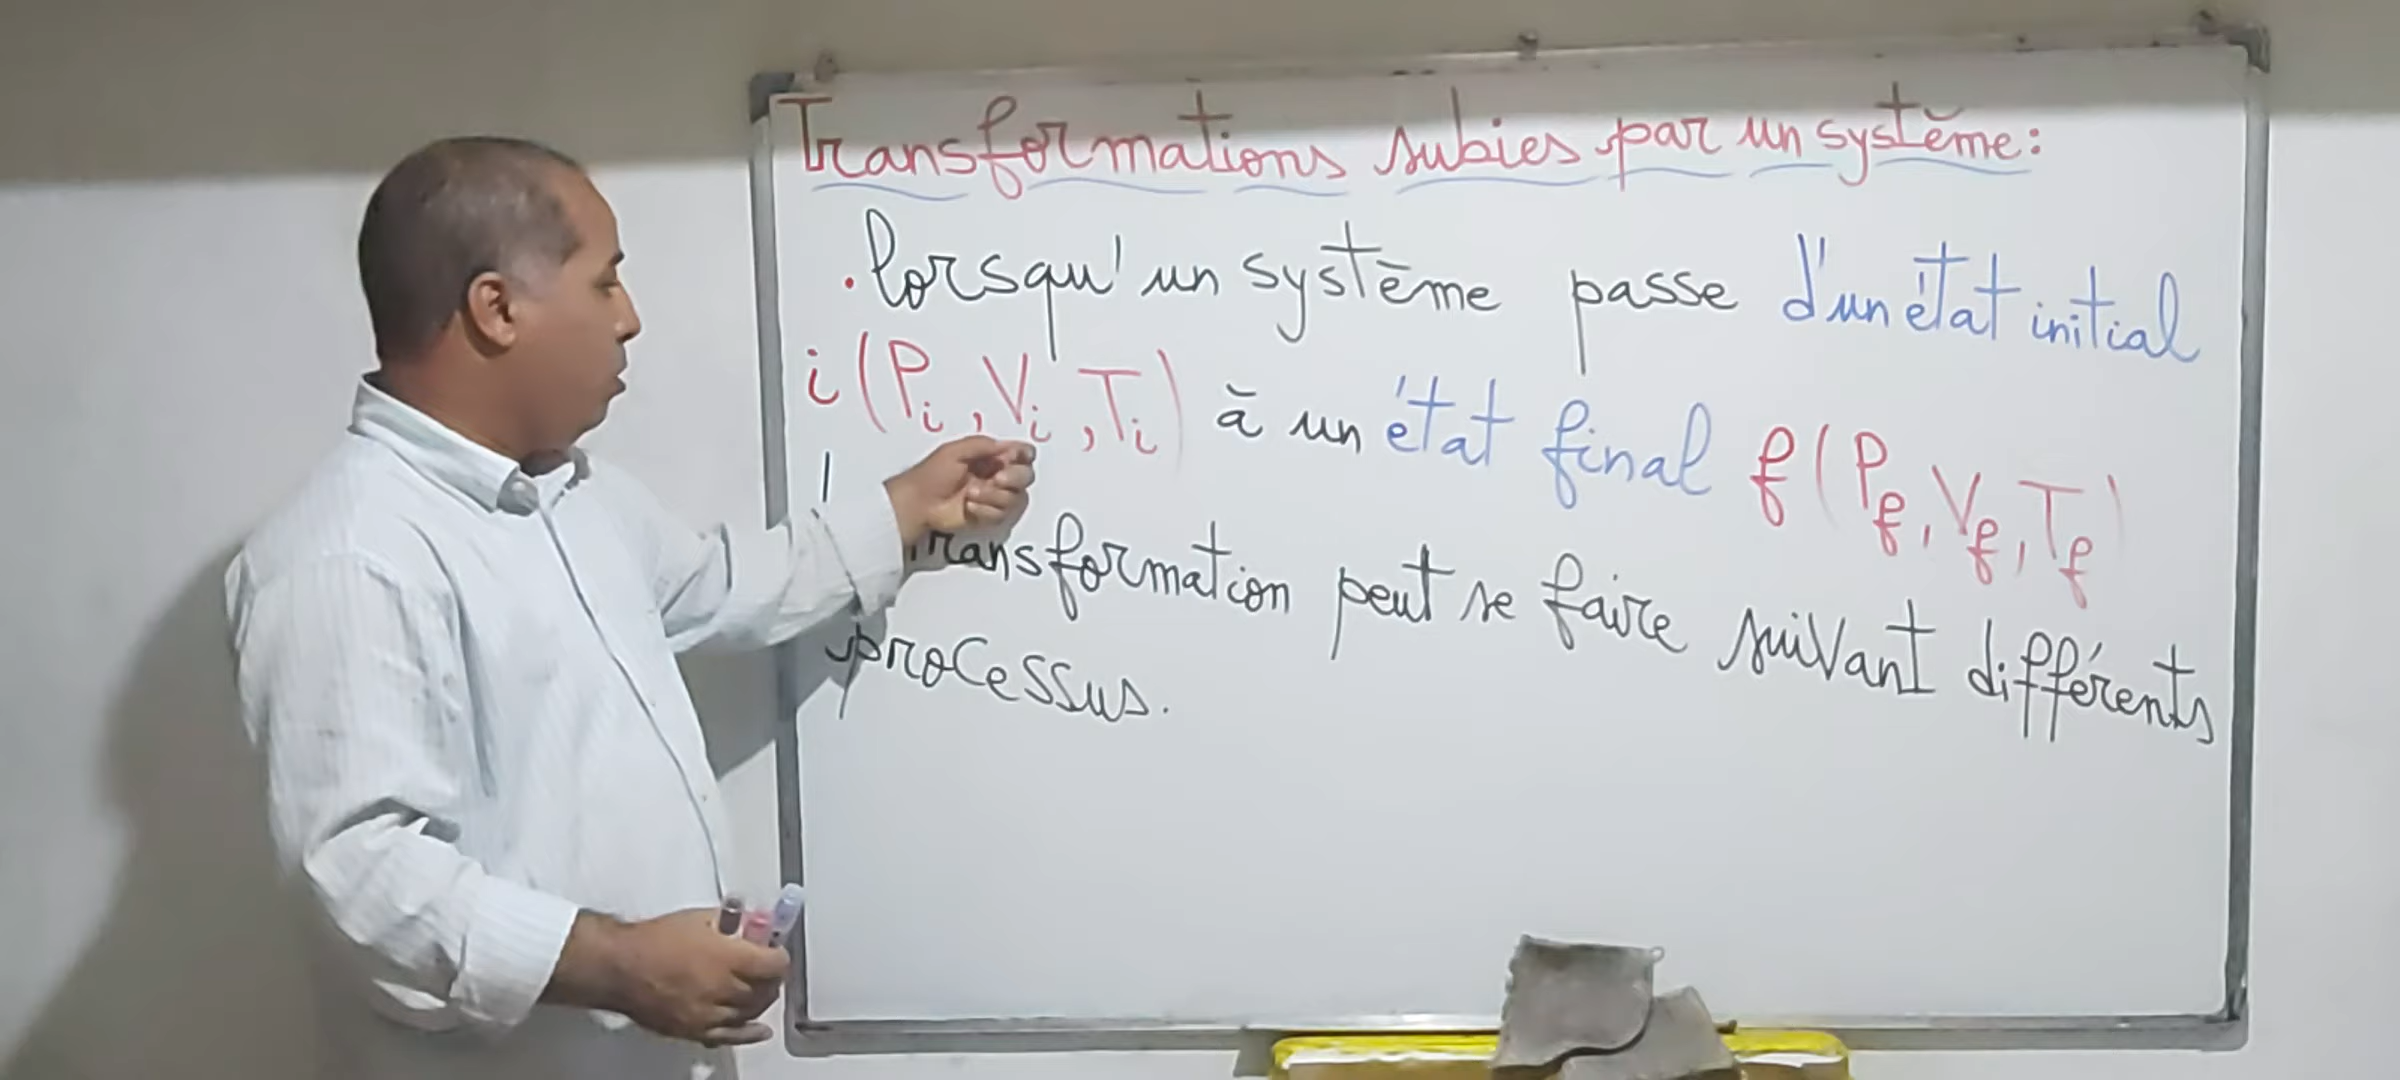 Transformations subies par un système:
. lorsqu'un système passe d'un état initial
i (Pi, Vi, Ti) à un état final f (Pf, Vf, Tf)
transformation peut se faire suivant différents
processus.